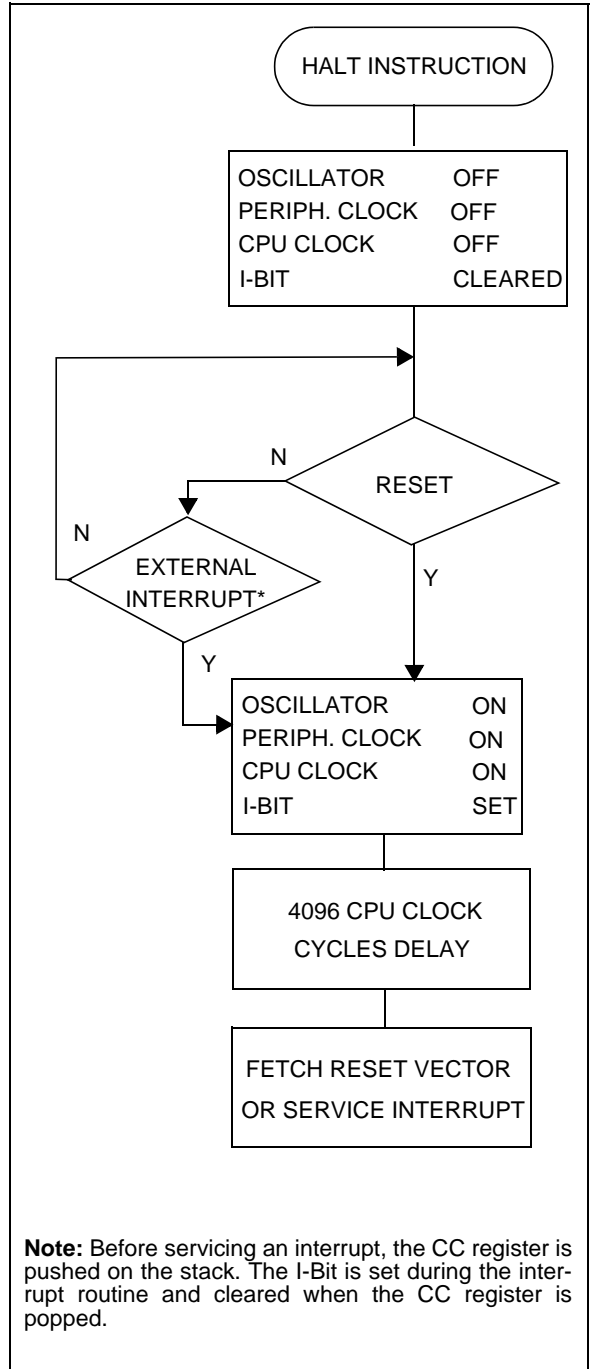 HALT INSTRUCTION
OSCILLATOR OFF
PERIPH. CLOCK OFF
CPU CLOCK OFF
I-BIT CLEARED
N
RESET
N
EXTERNAL
INTERRUPT*
Y
Y
OSCILLATOR ON
PERIPH. CLOCK ON
CPU CLOCK ON
I-BIT SET
4096 CPU CLOCK
CYCLES DELAY
FETCH RESET VECTOR
OR SERVICE INTERRUPT
Note: Before servicing an interrupt, the CC register is
pushed on the stack. The I-Bit is set during the inter-
rupt routine and cleared when the CC register is
popped.